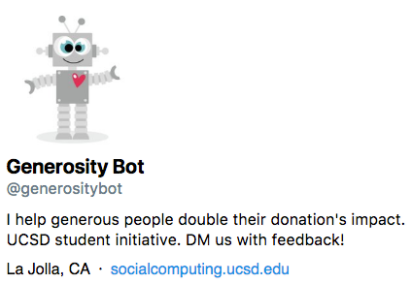 Generosity Bot
@generositybot
I help generous people double their donation's impact.
UCSD student initiative. DM us with feedback!
La Jolla, CA · socialcomputing.ucsd.edu